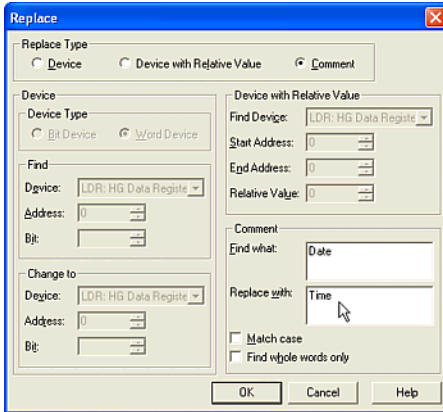 Replace
Replace Type
Device
Device with Relative Value
Comment
Device
Device Type
Bit Device
Word Device
Find
Device: LDR: HG Data Registe
Address: 0
Bit:
Change to
Device: LDR: HG Data Registe
Address: 0
Bit:
Device with Relative Value
Find Device: LDR: HG Data Registe
Start Address: 0
End Address: 0
Relative Value: 0
Comment
Find what: Date
Replace with: Time
Match case
Find whole words only
OK Cancel Help